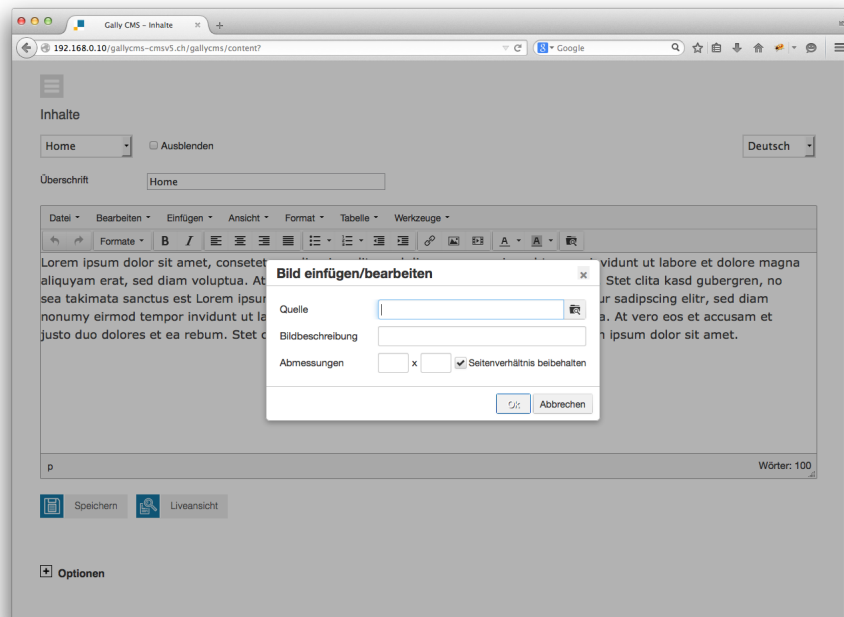 Gally CMS – Inhalte
192.168.0.10/gallycms-cmsv5.ch/gallycms/content?
Google
Inhalte
Home
Ausblenden
Deutsch
Überschrift
Home
Datei Bearbeiten Einfügen Ansicht Format Tabelle Werkzeuge
Formate B I A A
Lorem ipsum dolor sit amet, consetet invidunt ut labore et dolore magna
aliquyam erat, sed diam voluptua. At Stet clita kasd gubergren, no
sea takimata sanctus est Lorem ipsum sadipscing elitr, sed diam
nonumy eirmod tempor invidunt ut la At vero eos et accusam et
justo duo dolores et ea rebum. Stet ipsum dolor sit amet.
Bild einfügen/bearbeiten
Quelle
Bildbeschreibung
Abmessungen x Seitenverhältnis beibehalten
Ok Abbrechen
p Wörter: 100
Speichern Liveansicht
Optionen